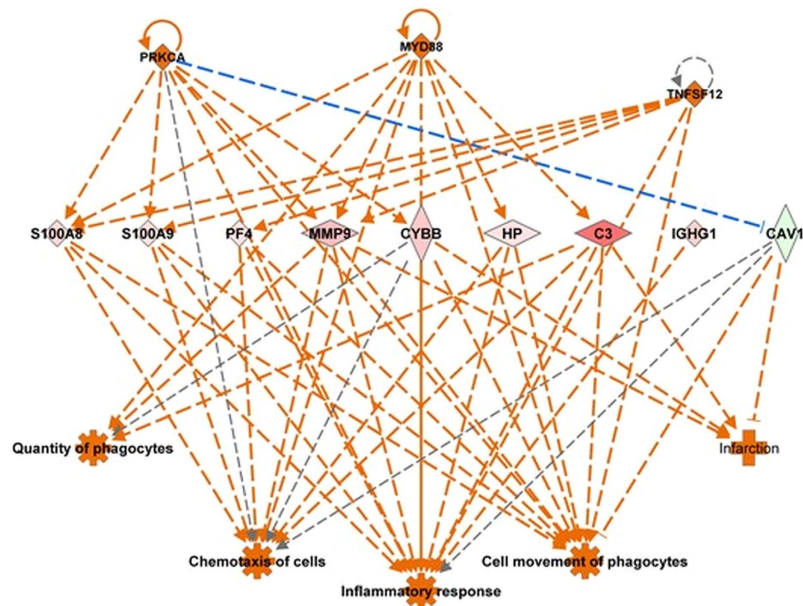 PRKCA
MYD88
TNFSF12
S100A8
S100A9
PF4
MMP9
CYBB
HP
C3
IGHG1
CAV1
Quantity of phagocytes
Infarction
Chemotaxis of cells
Cell movement of phagocytes
Inflammatory response